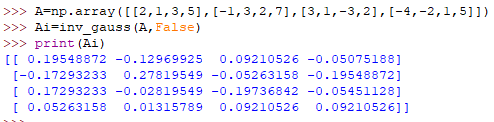 >>> A=np.array([[2,1,3,5],[-1,3,2,7],[3,1,-3,2],[-4,-2,1,5]])
>>> Ai=inv_gauss(A,False)
>>> print(Ai)
[[ 0.19548872 -0.12969925  0.09210526 -0.05075188]
 [-0.17293233  0.27819549 -0.05263158 -0.19548872]
 [ 0.17293233 -0.02819549 -0.19736842 -0.05451128]
 [ 0.05263158  0.01315789  0.09210526  0.09210526]]
>>>